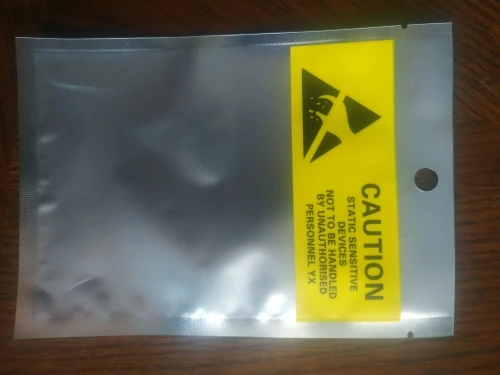 CAUTION
STATIC SENSITIVE
DEVICES
NOT TO BE HANDLED
BY UNAUTHORISED
PERSONNEL YX